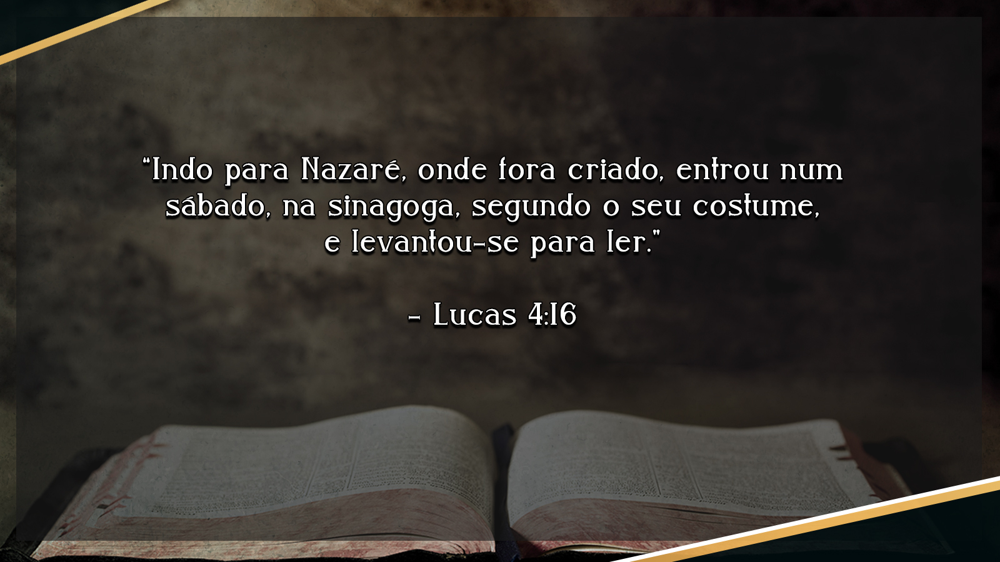 “Indo para Nazaré, onde fora criado, entrou num
sábado, na sinagoga, segundo o seu costume,
e levantou-se para ler.”
- Lucas 4:16